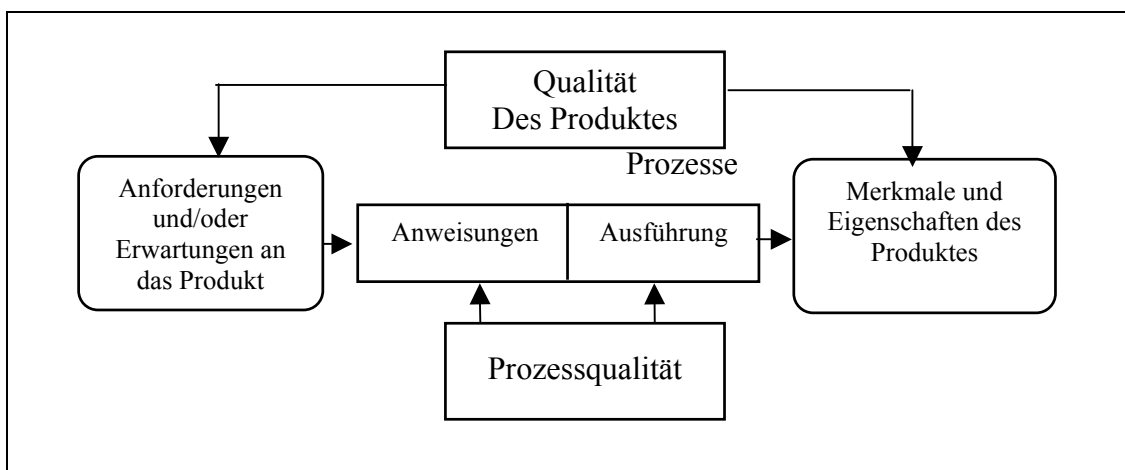 Qualität
Des Produktes
Prozesse
Anforderungen
und/oder
Erwartungen an
das Produkt
Anweisungen
Ausführung
Merkmale und
Eigenschaften des
Produktes
Prozessqualität